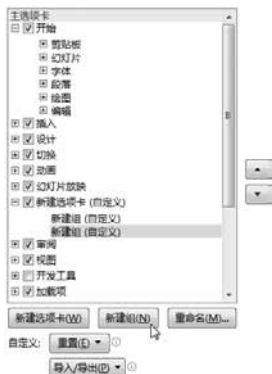 主选项卡
开始
剪贴板
幻灯片
字体
段落
绘图
编辑
插入
设计
切换
动画
幻灯片放映
新建选项卡 (自定义)
新建组 (自定义)
新建组 (自定义)
审阅
视图
开发工具
加载项
新建选项卡(W) 新建组(N) 重命名(M)...
自定义: 重置(E)
导入/导出(P)